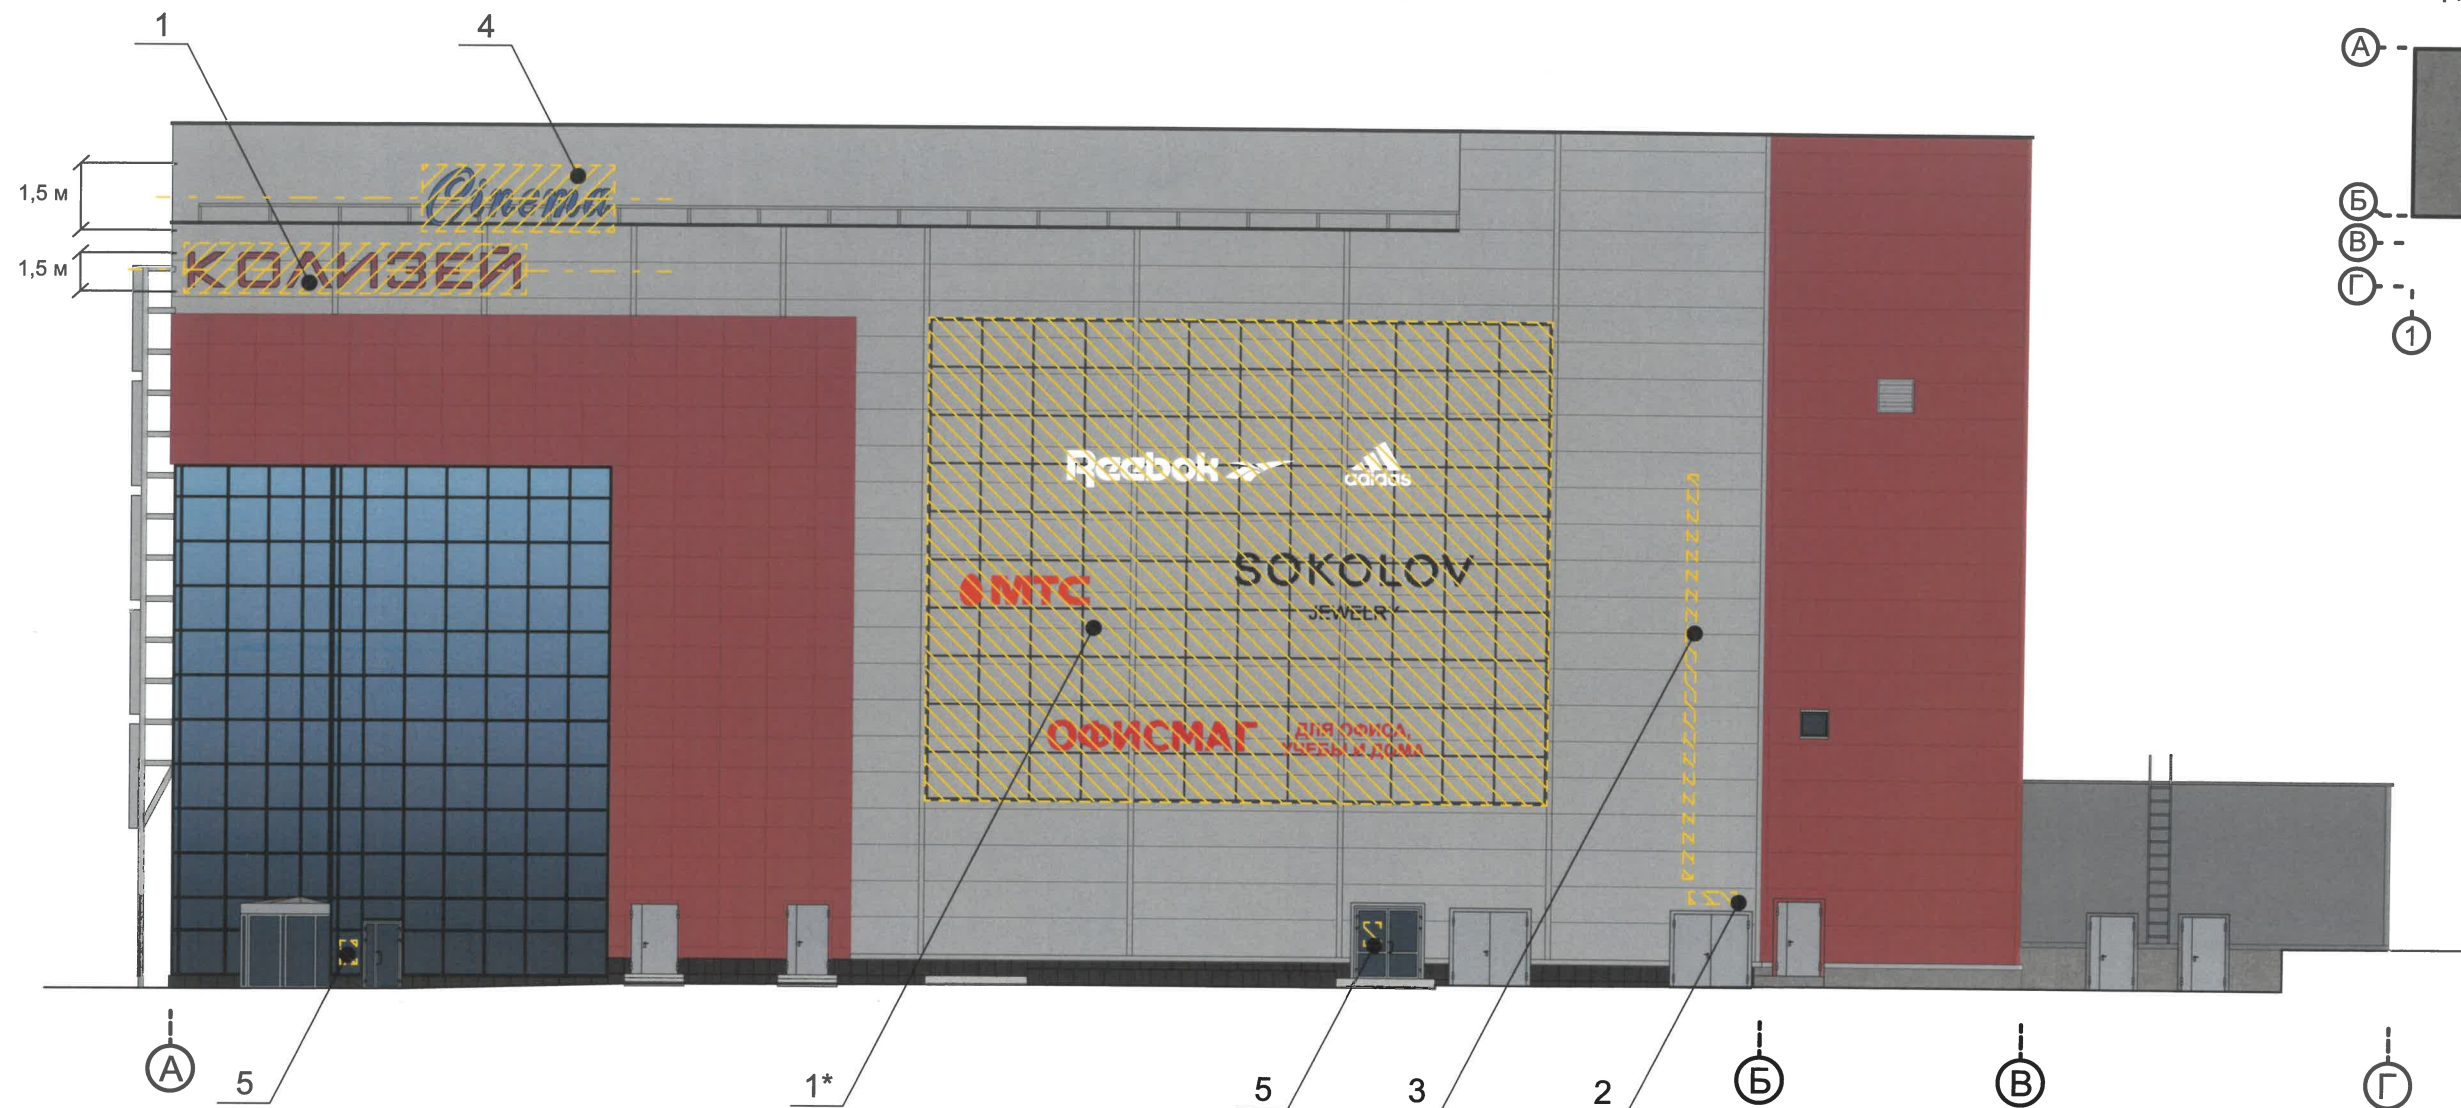 1
4
А
1,5 м
Cinema
Б
В
1,5 м
КОЛИЗЕЙ
Г
1
Reebok
adidas
SOKOLOV
МТС
JEWELRY
ОФИСМАГ
ДЛЯ ОФИСА,
УЧЕБЫ И ДОМА
А
5
1*
5
3
2
Б
В
Г